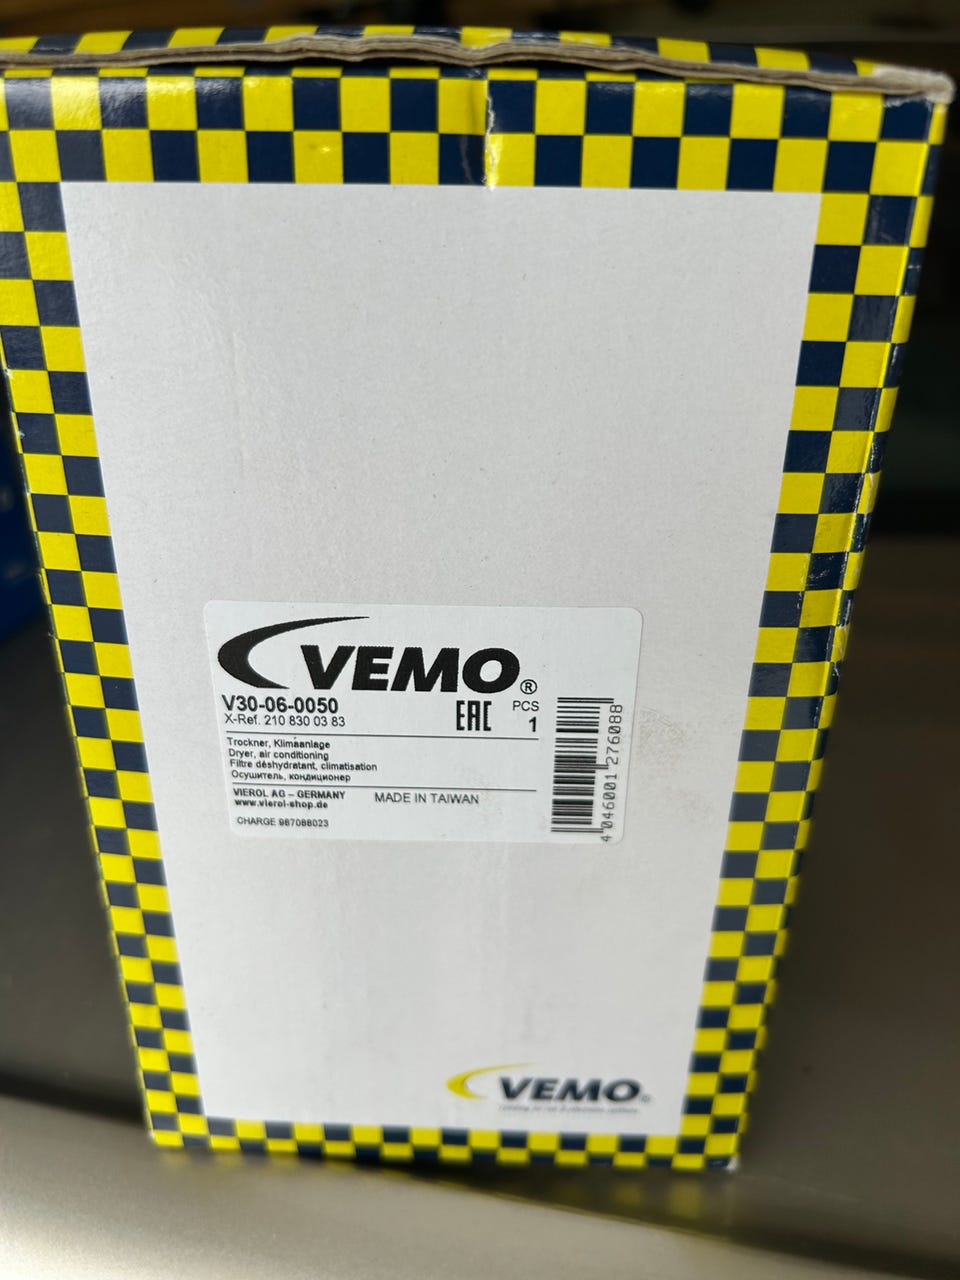 VEMO®
V30-06-0050
X-Ref. 210 830 03 83
EAC
PCS
1
Trockner, Klimaanlage
Dryer, air conditioning
Filtre déshydratant, climatisation
Осушитель, кондиционер
VIEROL AG – GERMANY
www.vierol-shop.de
MADE IN TAIWAN
CHARGE 987088023
4 046001 276088
VEMO®